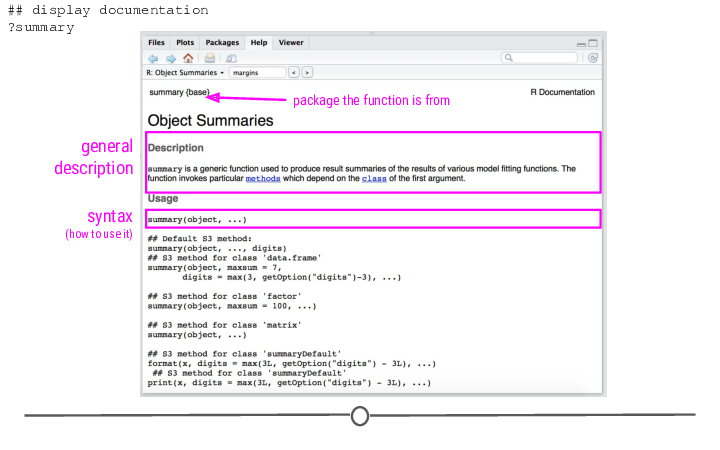 ## display documentation
?summary
Files Plots Packages Help Viewer
R: Object Summaries margins < >
summary {base} R Documentation
package the function is from
Object Summaries
general
description
Description
summary is a generic function used to produce result summaries of the results of various model fitting functions. The
function invokes particular methods which depend on the class of the first argument.
Usage
syntax
(how to use it)
summary(object, ...)
## Default S3 method:
summary(object, ..., digits)
## S3 method for class 'data.frame'
summary(object, maxsum = 7,
digits = max(3, getOption("digits")-3), ...)
## S3 method for class 'factor'
summary(object, maxsum = 100, ...)
## S3 method for class 'matrix'
summary(object, ...)
## S3 method for class 'summaryDefault'
format(x, digits = max(3L, getOption("digits") - 3L), ...)
## S3 method for class 'summaryDefault'
print(x, digits = max(3L, getOption("digits") - 3L), ...)